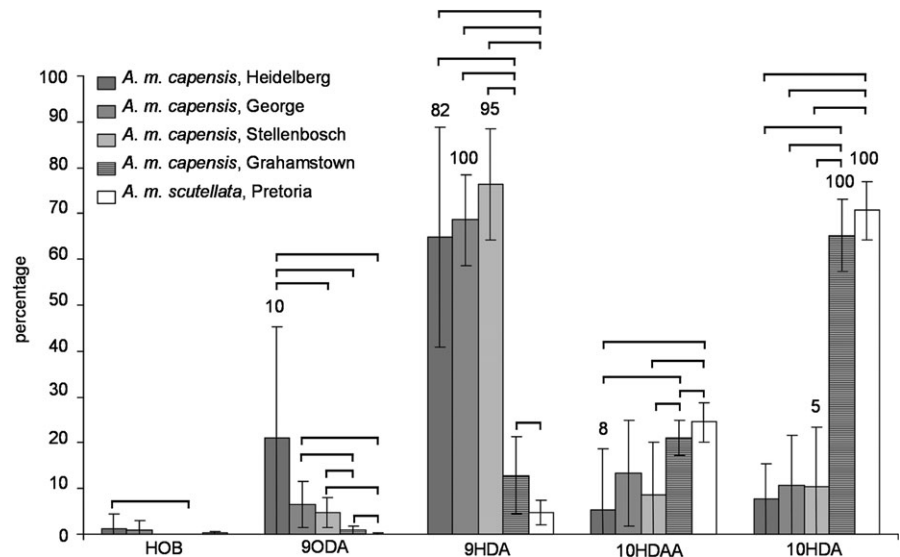 percentage
100
90
80
70
60
50
40
30
20
10
0
A. m. capensis, Heidelberg
A. m. capensis, George
A. m. capensis, Stellenbosch
A. m. capensis, Grahamstown
A. m. scutellata, Pretoria
10
82
100
95
8
5
100
100
HOB 9ODA 9HDA 10HDAA 10HDA